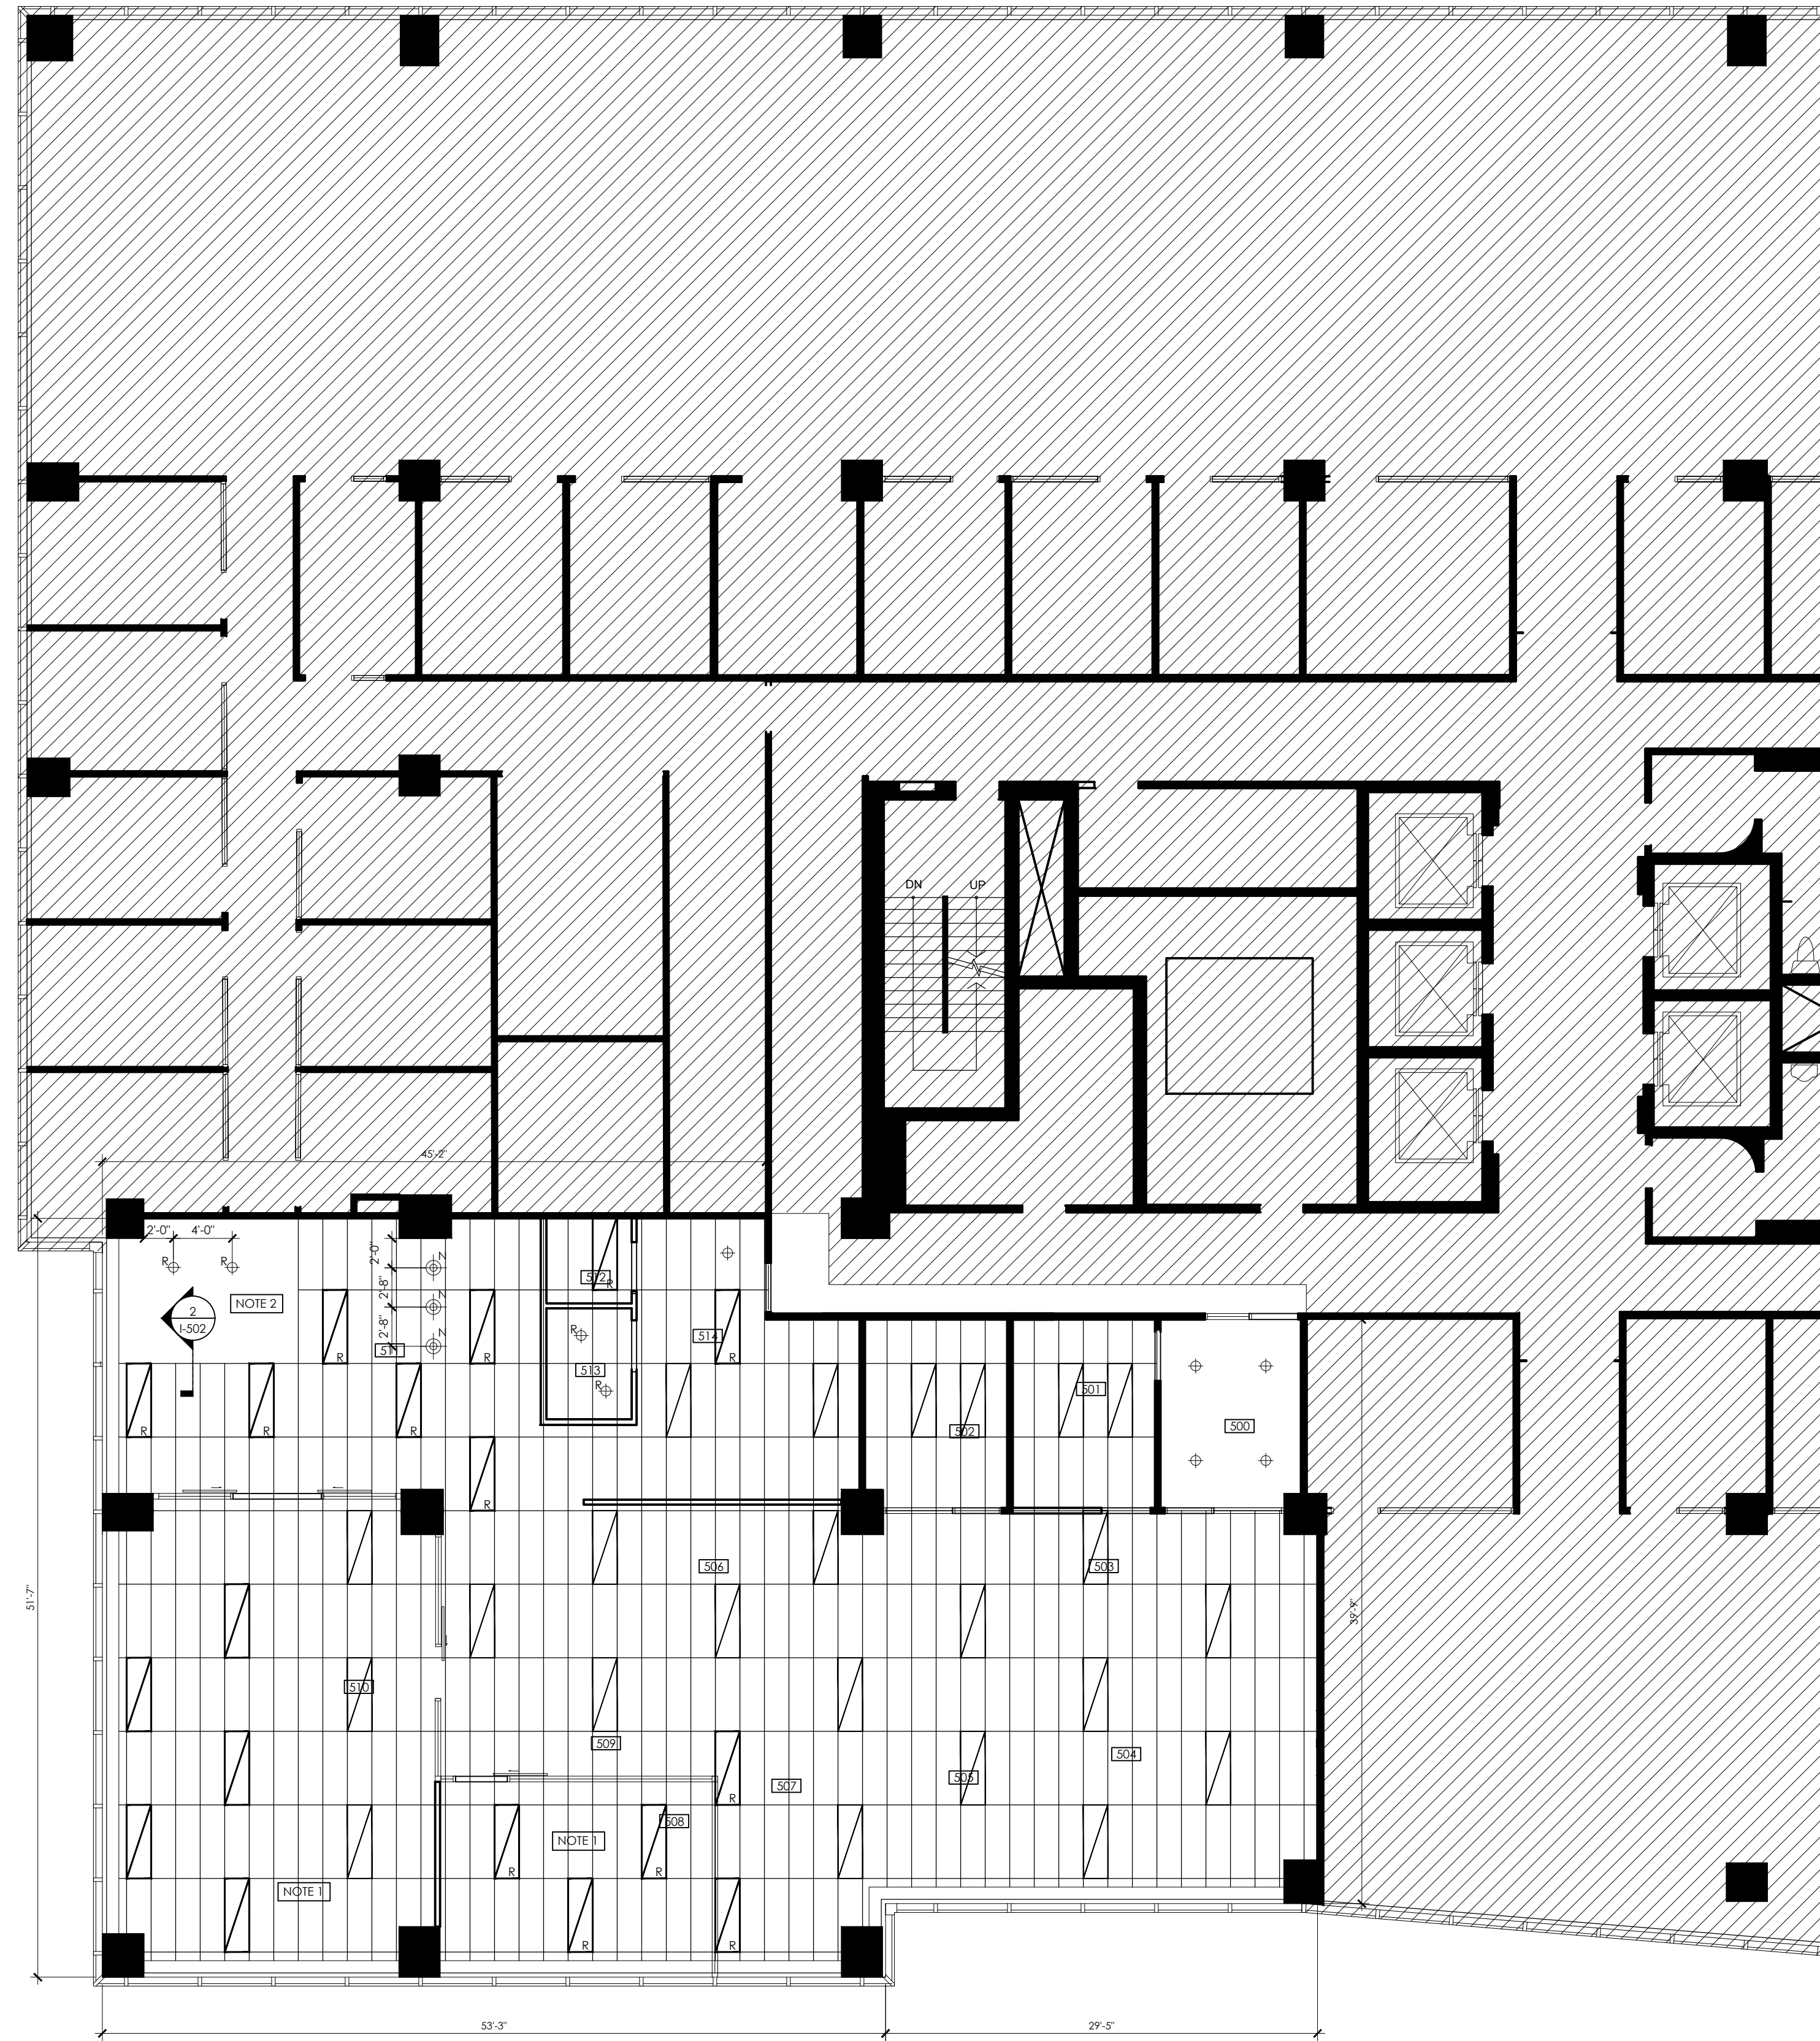 DN
UP
45'-2"
2'-0"
4'-0"
R
R
2'-0"
2'-8"
2'-8"
N
N
N
NOTE 2
2
I-502
512
R
R
514
513
R
R
R
R
R
511
R
R
R
501
502
500
R
506
503
51'-7"
39'-9"
510
509
504
505
507
R
508
NOTE 1
R
R
NOTE 1
R
R
53'-3"
29'-5"